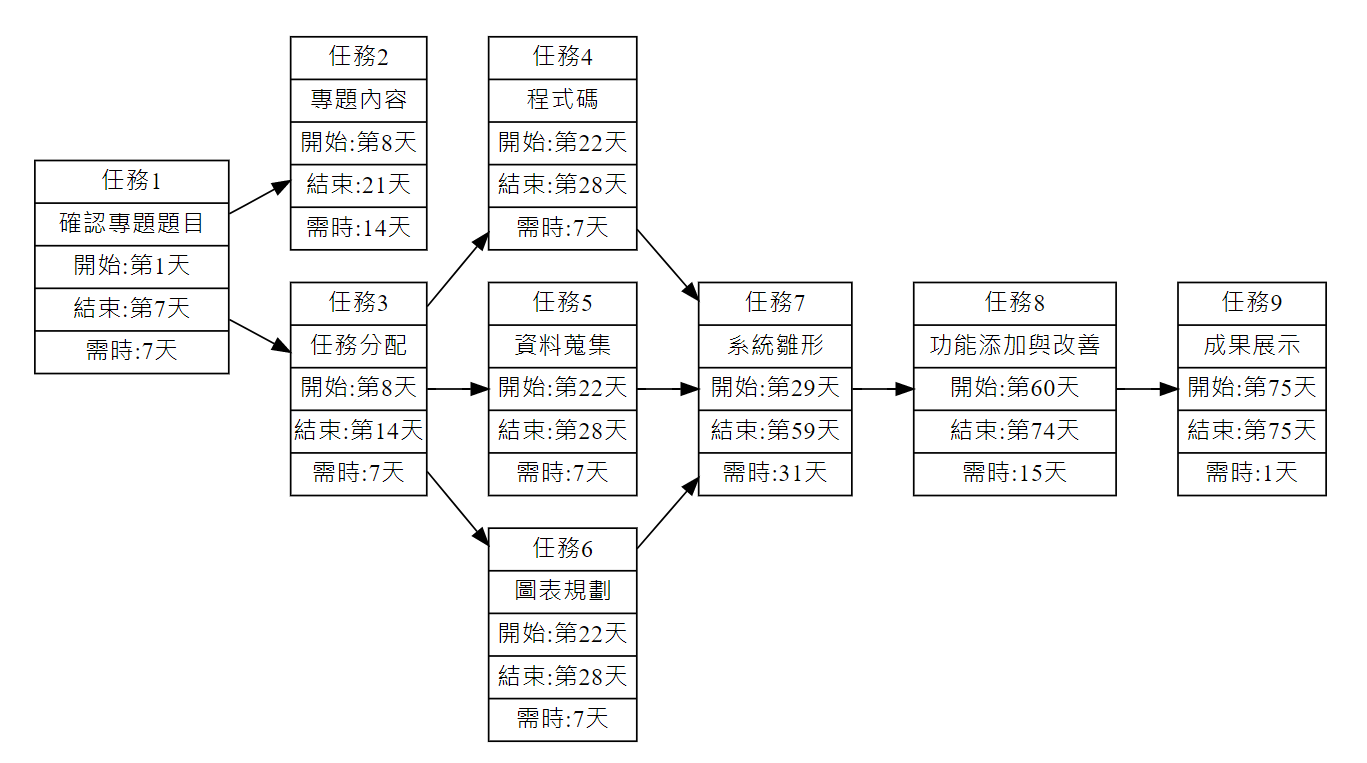 任務1
確認專題題目
開始:第1天
結束:第7天
需時:7天
任務2
專題內容
開始:第8天
結束:21天
需時:14天
任務3
任務分配
開始:第8天
結束:第14天
需時:7天
任務4
程式碼
開始:第22天
結束:第28天
需時:7天
任務5
資料蒐集
開始:第22天
結束:第28天
需時:7天
任務6
圖表規劃
開始:第22天
結束:第28天
需時:7天
任務7
系統雛形
開始:第29天
結束:第59天
需時:31天
任務8
功能添加與改善
開始:第60天
結束:第74天
需時:15天
任務9
成果展示
開始:第75天
結束:第75天
需時:1天